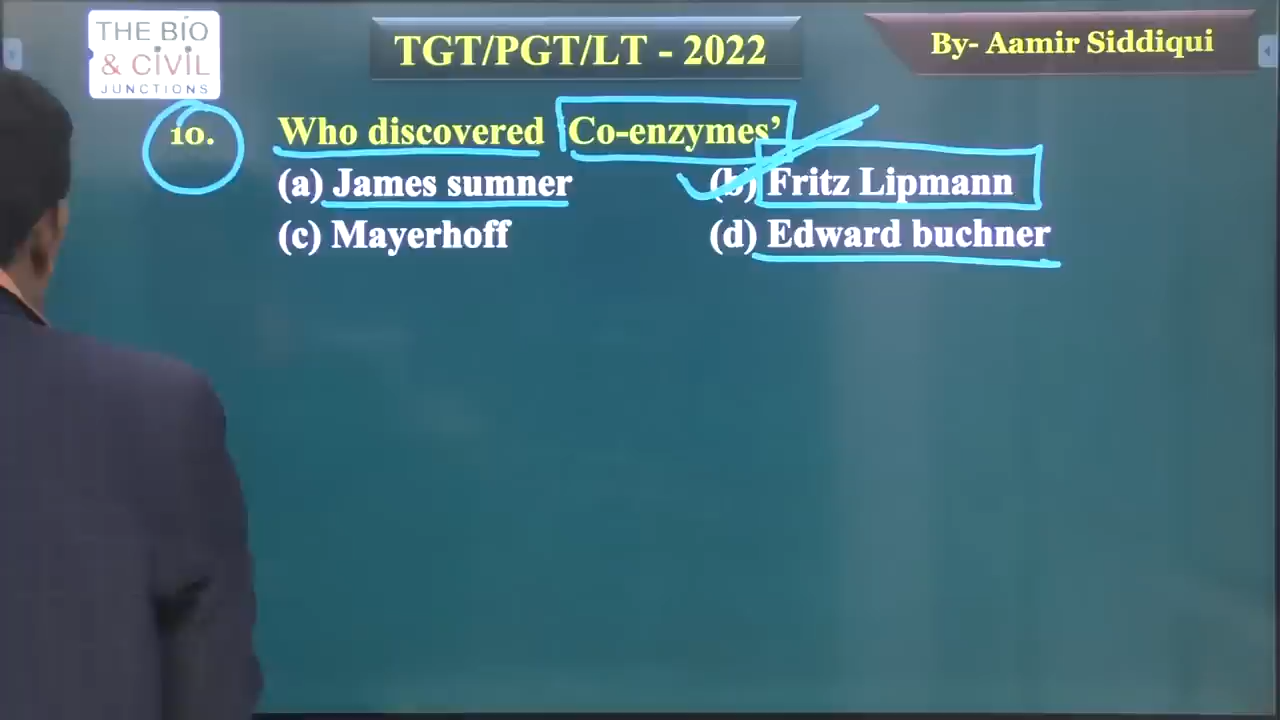 THE BIO
& CIVIL
JUNCTIONS
TGT/PGT/LT - 2022
By- Aamir Siddiqui
10. Who discovered 'Co-enzymes'
(a) James sumner (b) Fritz Lipmann
(c) Mayerhoff (d) Edward buchner